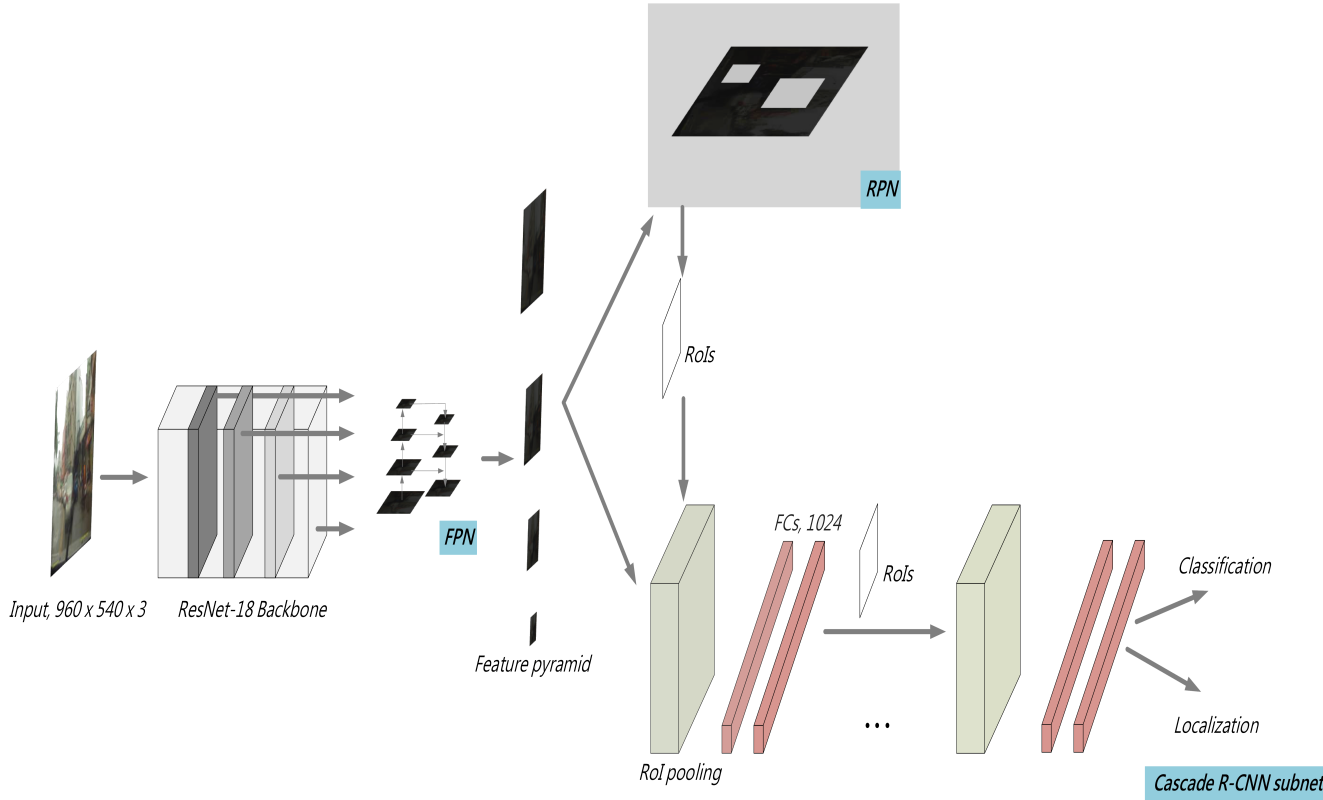 RPN
RoIs
FPN
Input, 960 x 540 x 3
ResNet-18 Backbone
Feature pyramid
FCs, 1024
RoIs
Classification
Localization
...
RoI pooling
Cascade R-CNN subnet